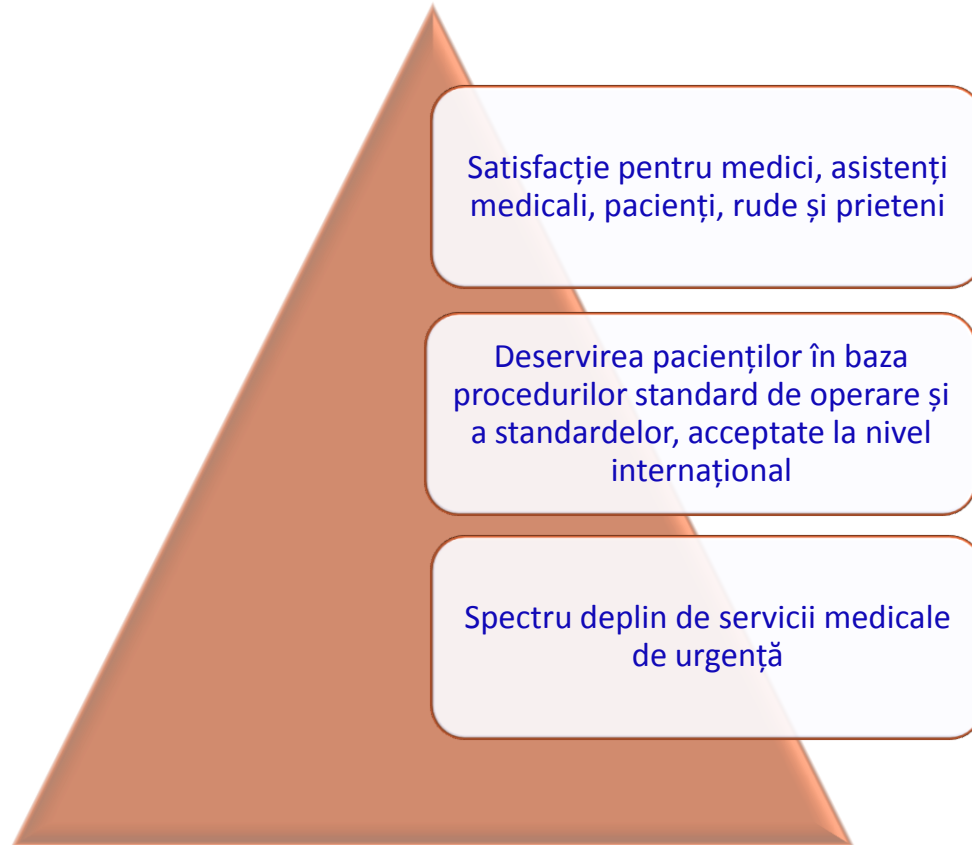 Satisfacție pentru medici, asistenți
medicali, pacienți, rude și prieteni
Deservirea pacienților în baza
procedurilor standard de operare și
a standardelor, acceptate la nivel
internațional
Spectru deplin de servicii medicale
de urgență